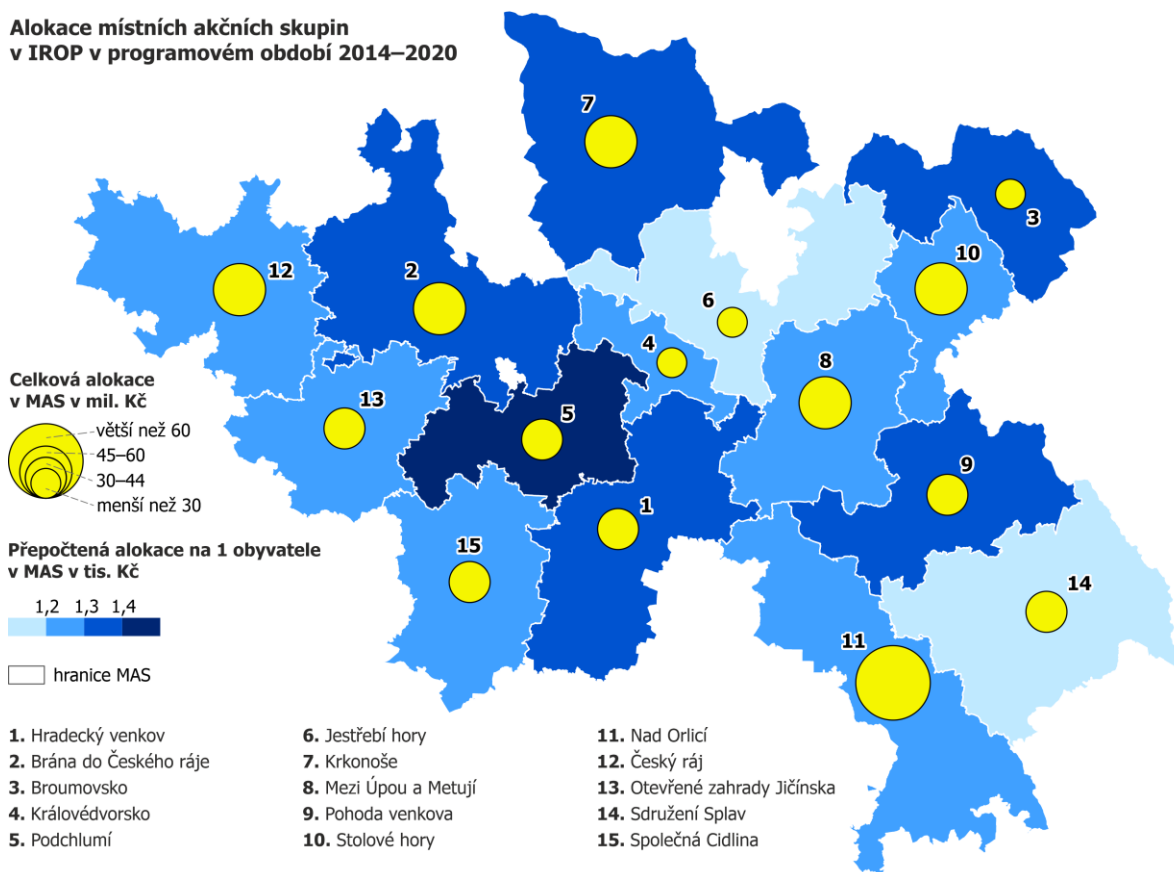 Alokace místních akčních skupin
v IROP v programovém období 2014–2020
7
3
12
2
10
6
4
8
Celková alokace
v MAS v mil. Kč
větší než 60
45–60
30–44
menší než 30
13
5
9
1
Přepočtená alokace na 1 obyvatele
v MAS v tis. Kč
1,2 1,3 1,4
15
14
11
hranice MAS
1. Hradecký venkov
2. Brána do Českého ráje
3. Broumovsko
4. Královédvorsko
5. Podchlumí
6. Jestřebí hory
7. Krkonoše
8. Mezi Úpou a Metují
9. Pohoda venkova
10. Stolové hory
11. Nad Orlicí
12. Český ráj
13. Otevřené zahrady Jičínska
14. Sdružení Splav
15. Společná Cidlina